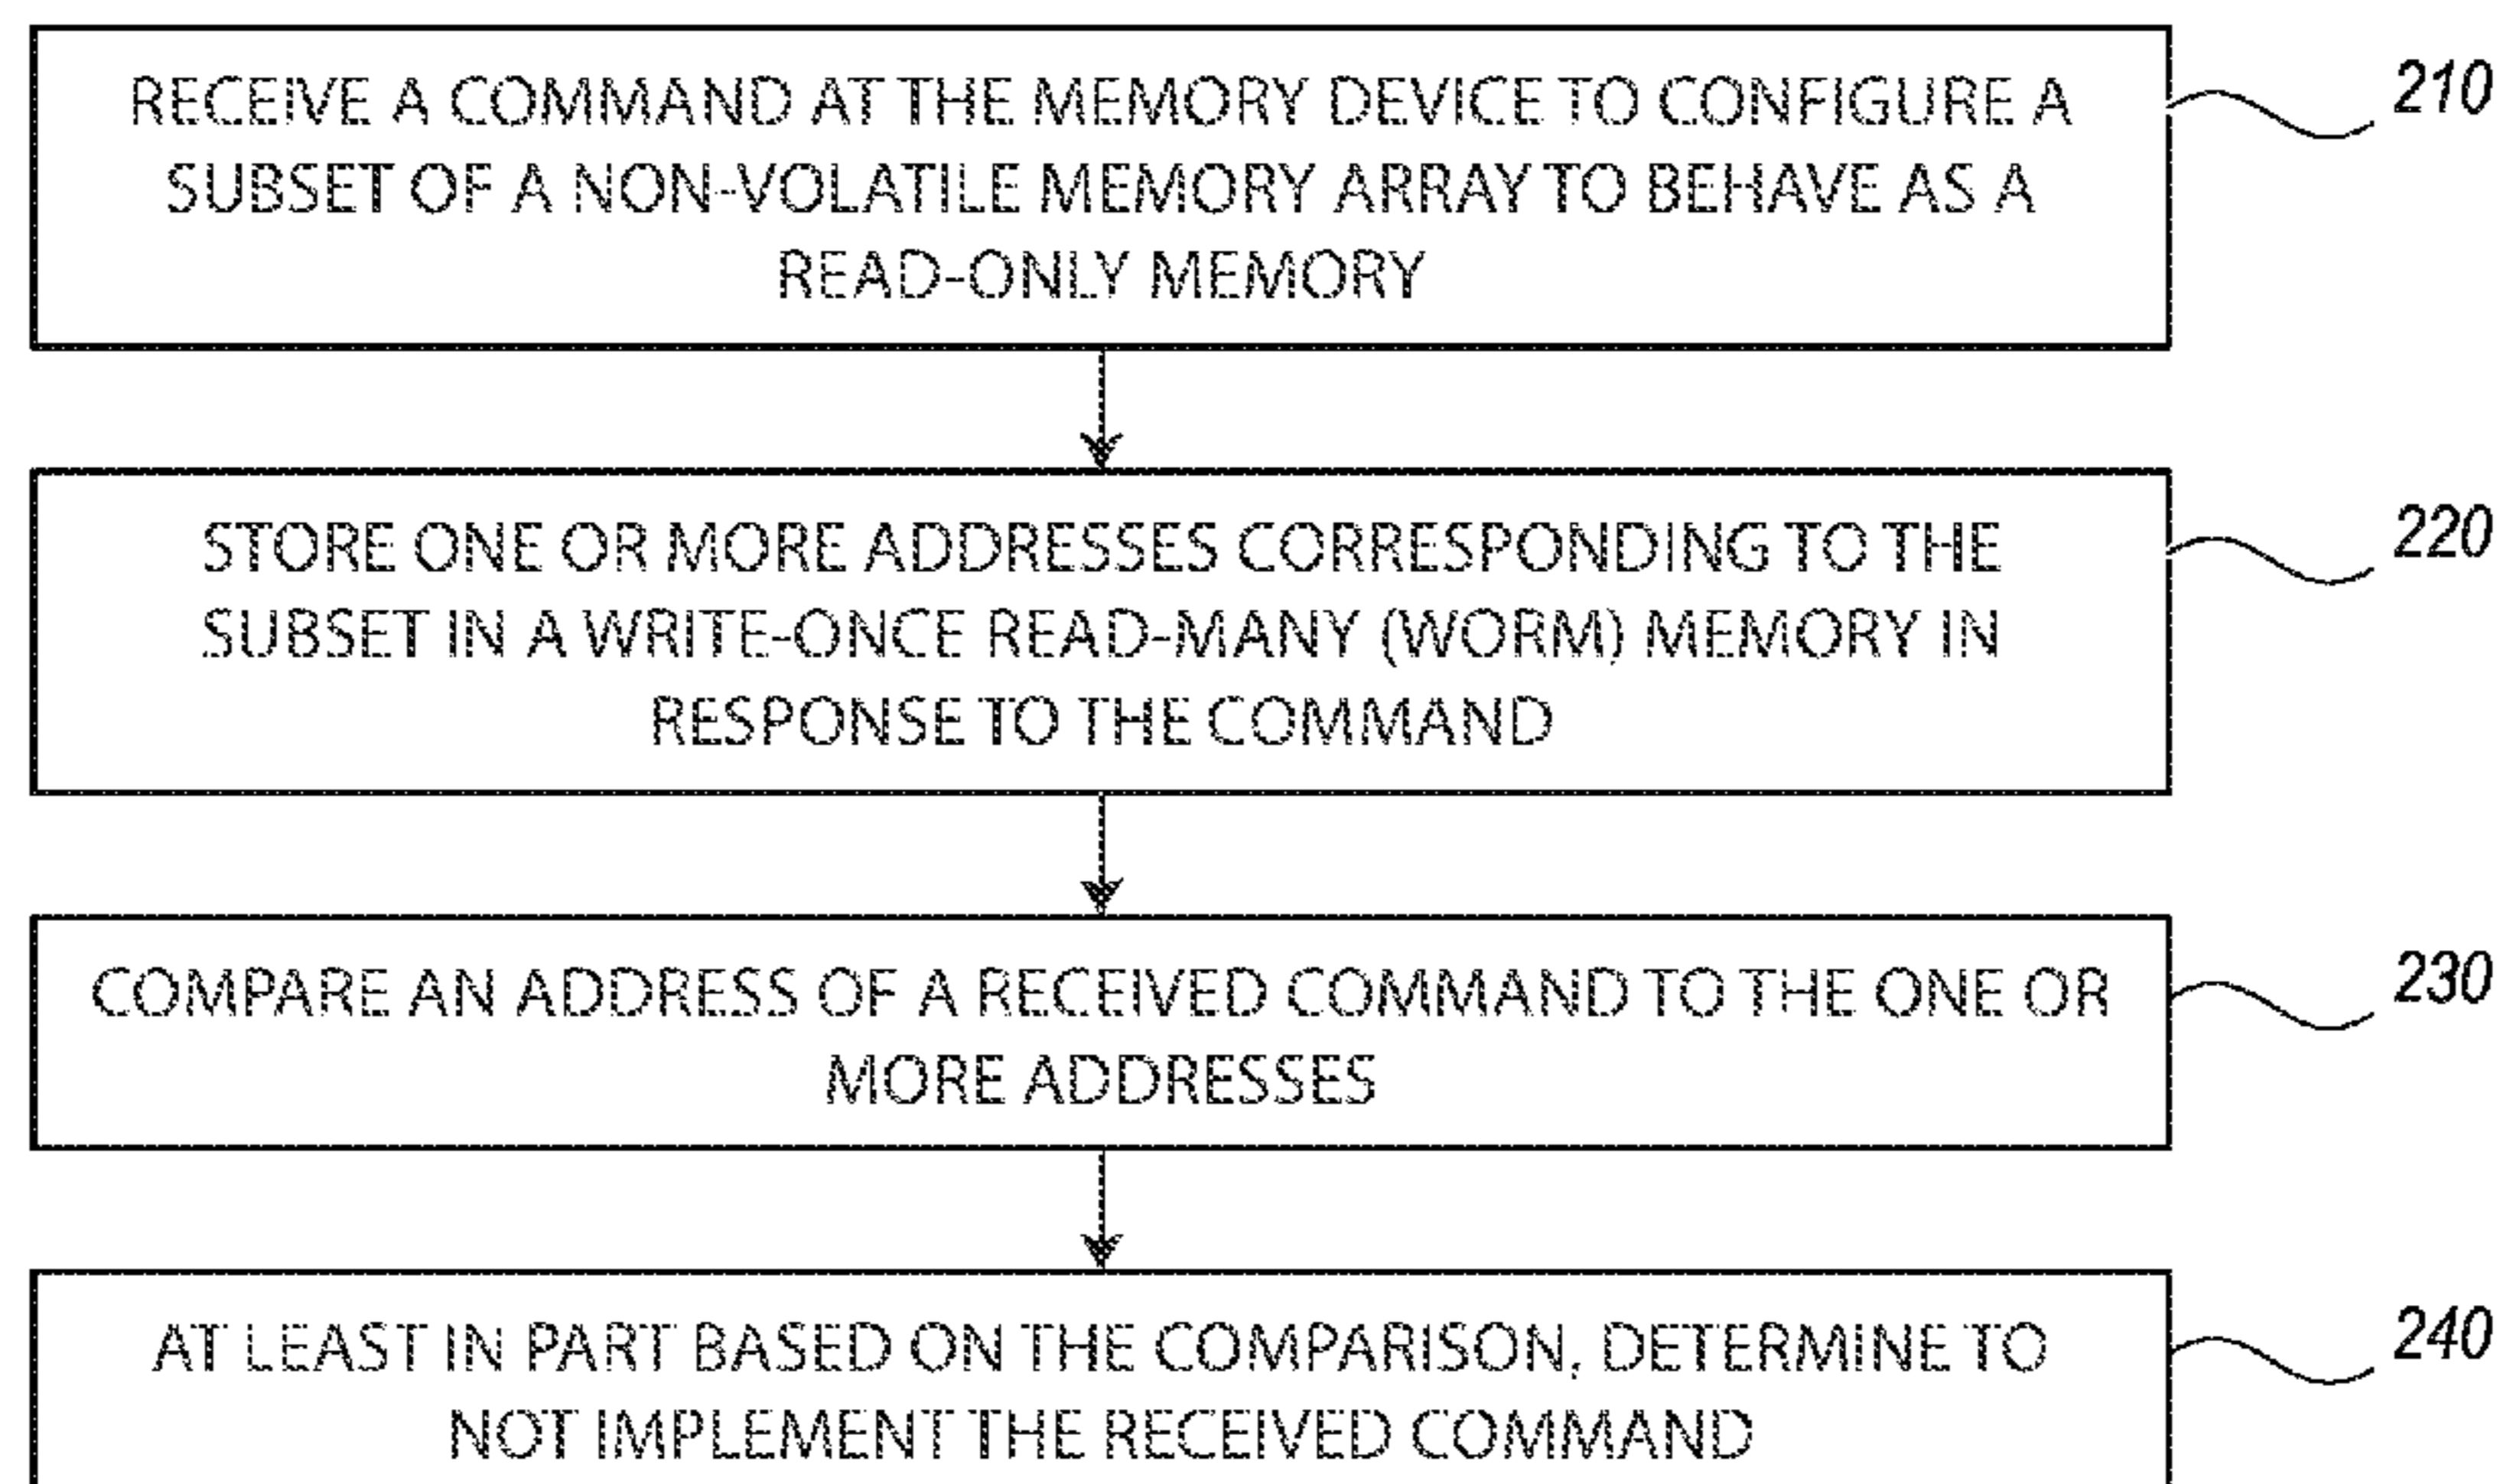 RECEIVE A COMMAND AT THE MEMORY DEVICE TO CONFIGURE A
SUBSET OF A NON-VOLATILE MEMORY ARRAY TO BEHAVE AS A
READ-ONLY MEMORY
210
STORE ONE OR MORE ADDRESSES CORRESPONDING TO THE
SUBSET IN A WRITE-ONCE READ-MANY (WORM) MEMORY IN
RESPONSE TO THE COMMAND
220
COMPARE AN ADDRESS OF A RECEIVED COMMAND TO THE ONE OR
MORE ADDRESSES
230
AT LEAST IN PART BASED ON THE COMPARISON, DETERMINE TO
NOT IMPLEMENT THE RECEIVED COMMAND
240